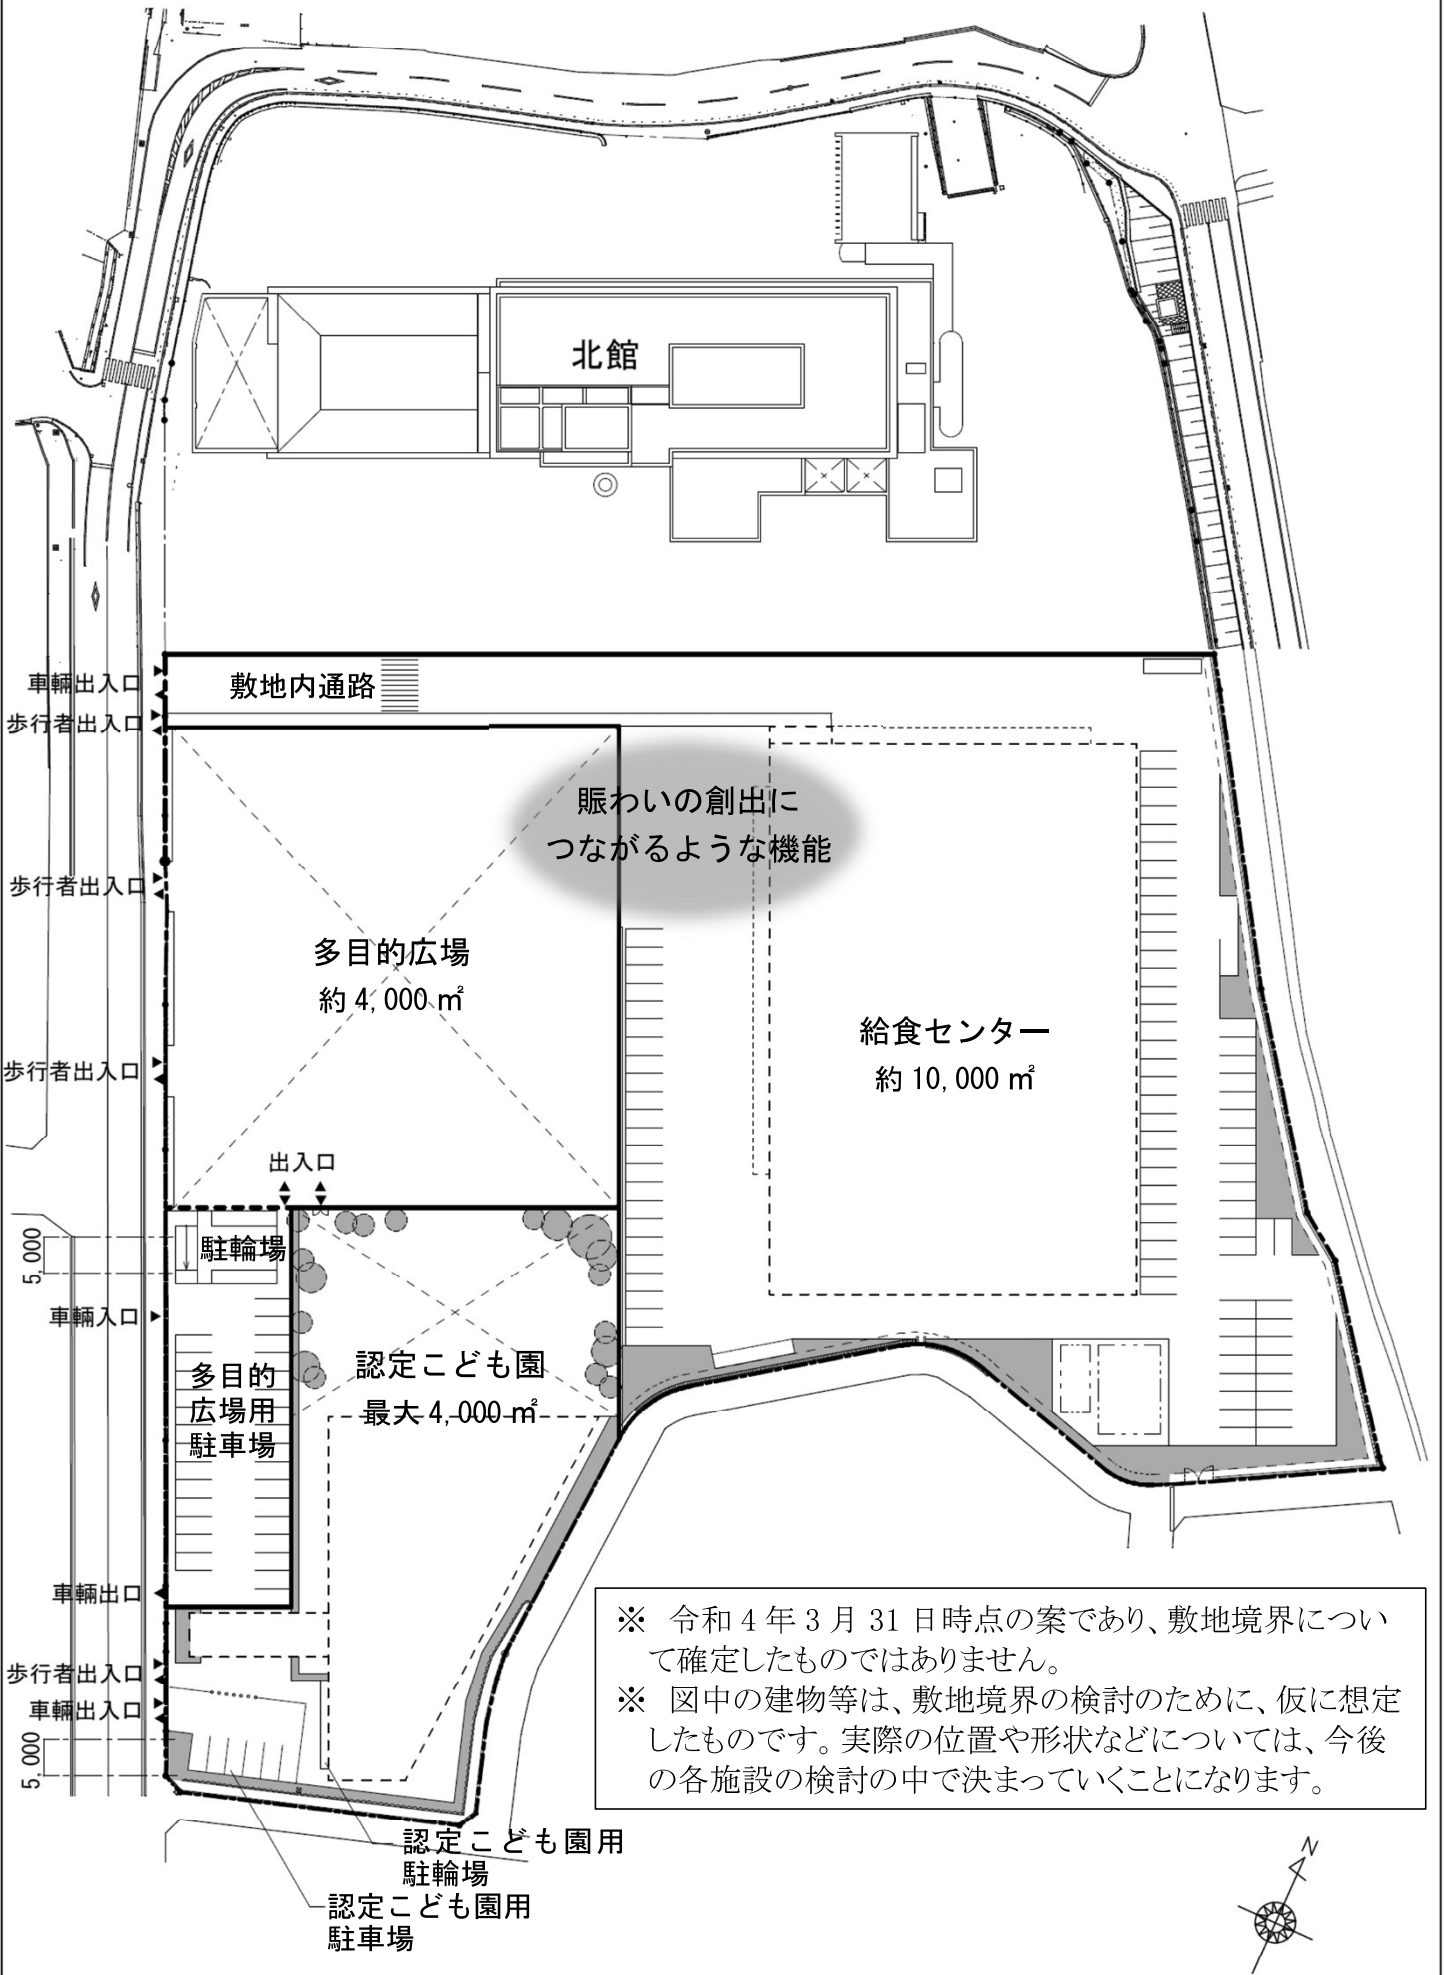 北館
車輛出入口
敷地内通路
歩行者出入口
賑わいの創出に
つながるような機能
歩行者出入口
多目的広場
約 4,000 ㎡
給食センター
約 10,000 ㎡
歩行者出入口
出入口
5,000
駐輪場
車輛入口
認定こども園
最大 4,000 ㎡
多目的
広場用
駐車場
車輛出口
※ 令和 4 年 3 月 31 日時点の案であり、敷地境界につい
て確定したものではありません。
※ 図中の建物等は、敷地境界の検討のために、仮に想定
したものです。実際の位置や形状などについては、今後
の各施設の検討の中で決まっていくことになります。
歩行者出入口
車輛出入口
5,000
認定こども園用
駐輪場
認定こども園用
駐車場
N